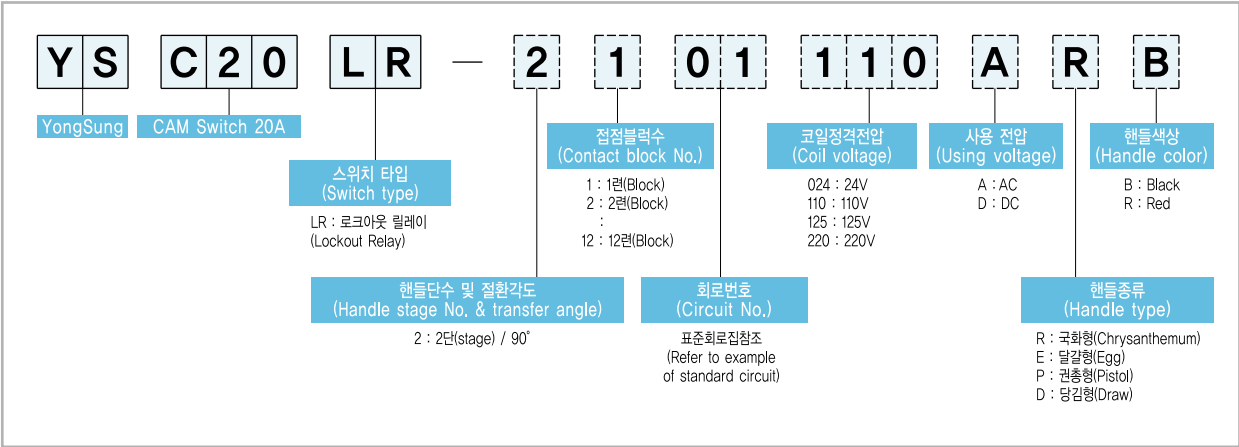 YS C20 LR — 2 1 01 110 A R B
YongSung
CAM Switch 20A
스위치 타입
(Switch type)
LR : 로크아웃 릴레이
(Lockout Relay)
핸들단수 및 절환각도
(Handle stage No. & transfer angle)
2 : 2단(stage) / 90°
접점블럭수
(Contact block No.)
1 : 1련(Block)
2 : 2련(Block)
:
12 : 12련(Block)
회로번호
(Circuit No.)
표준회로집참조
(Refer to example
of standard circuit)
코일정격전압
(Coil voltage)
024 : 24V
110 : 110V
125 : 125V
220 : 220V
사용 전압
(Using voltage)
A : AC
D : DC
핸들종류
(Handle type)
R : 국화형(Chrysanthemum)
E : 달걀형(Egg)
P : 권총형(Pistol)
D : 당김형(Draw)
핸들색상
(Handle color)
B : Black
R : Red